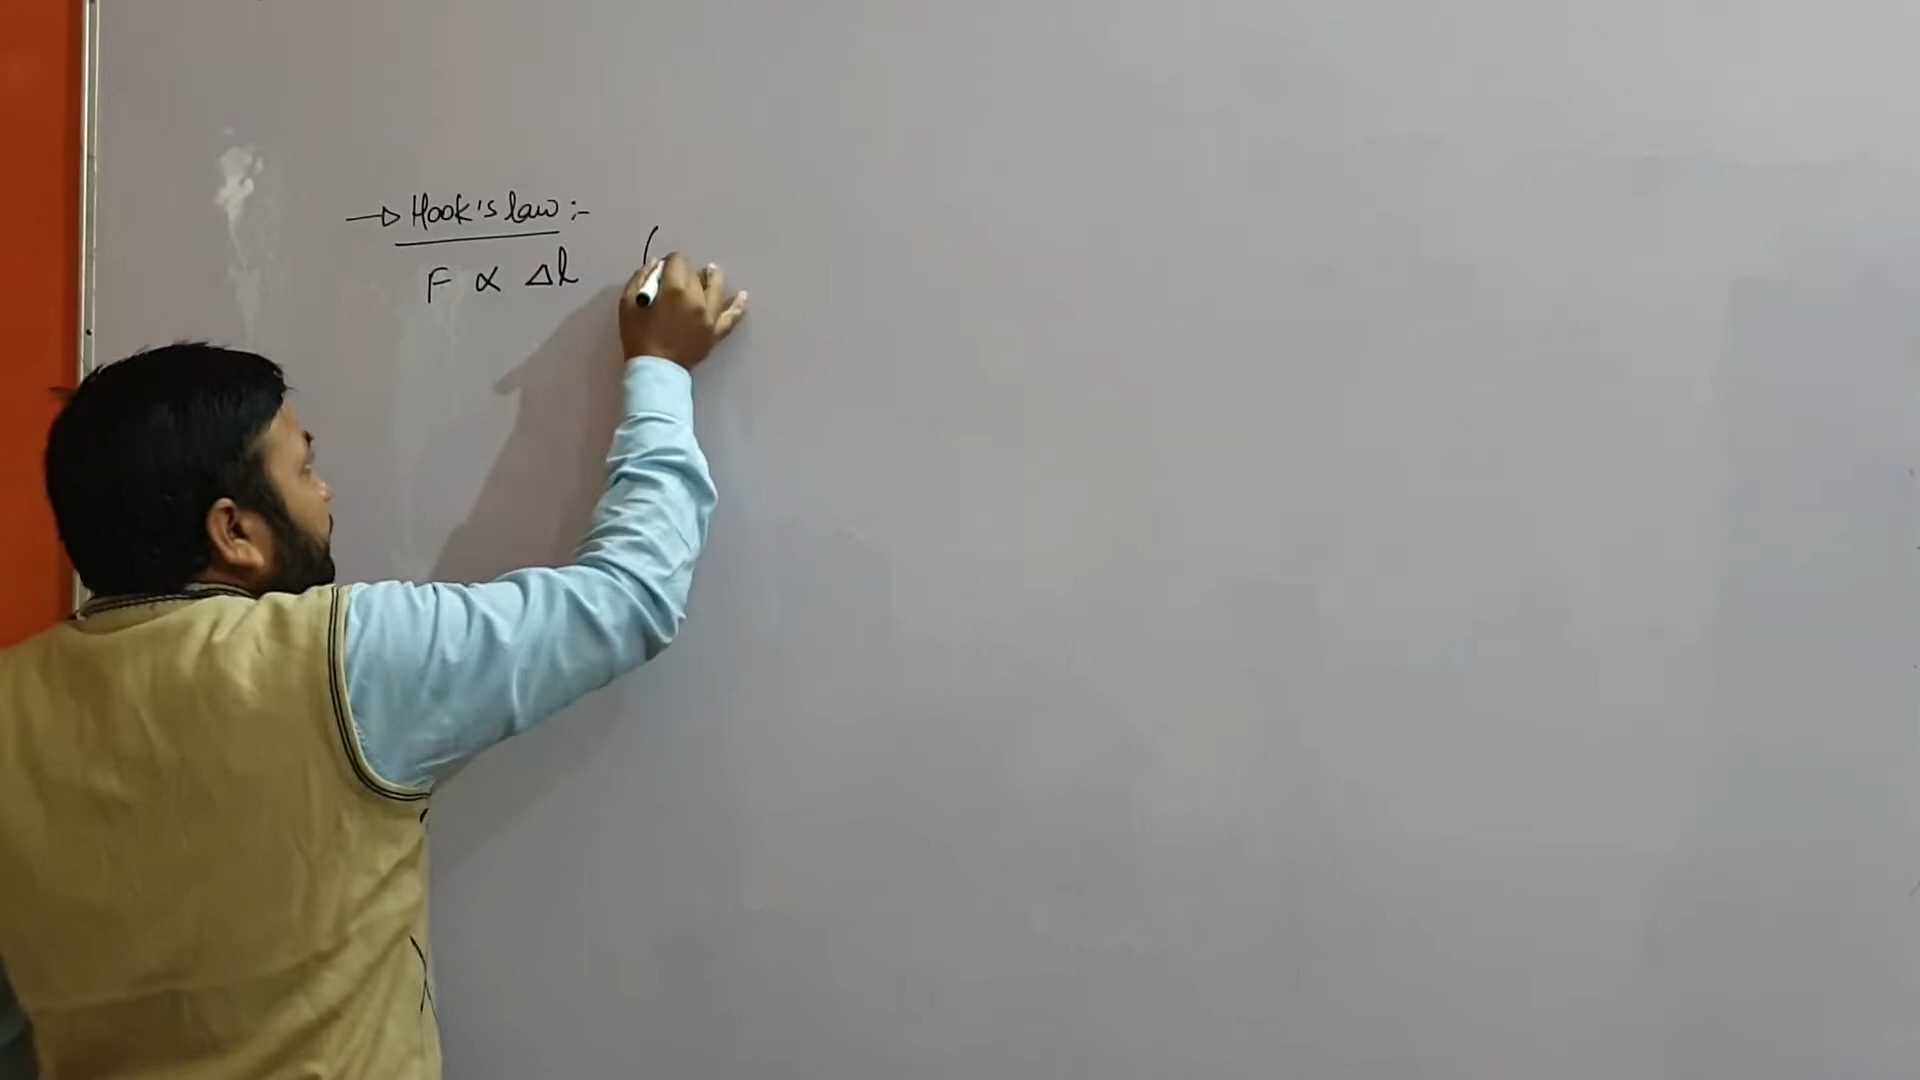 → Hook's law :-
F ∝ Δl (